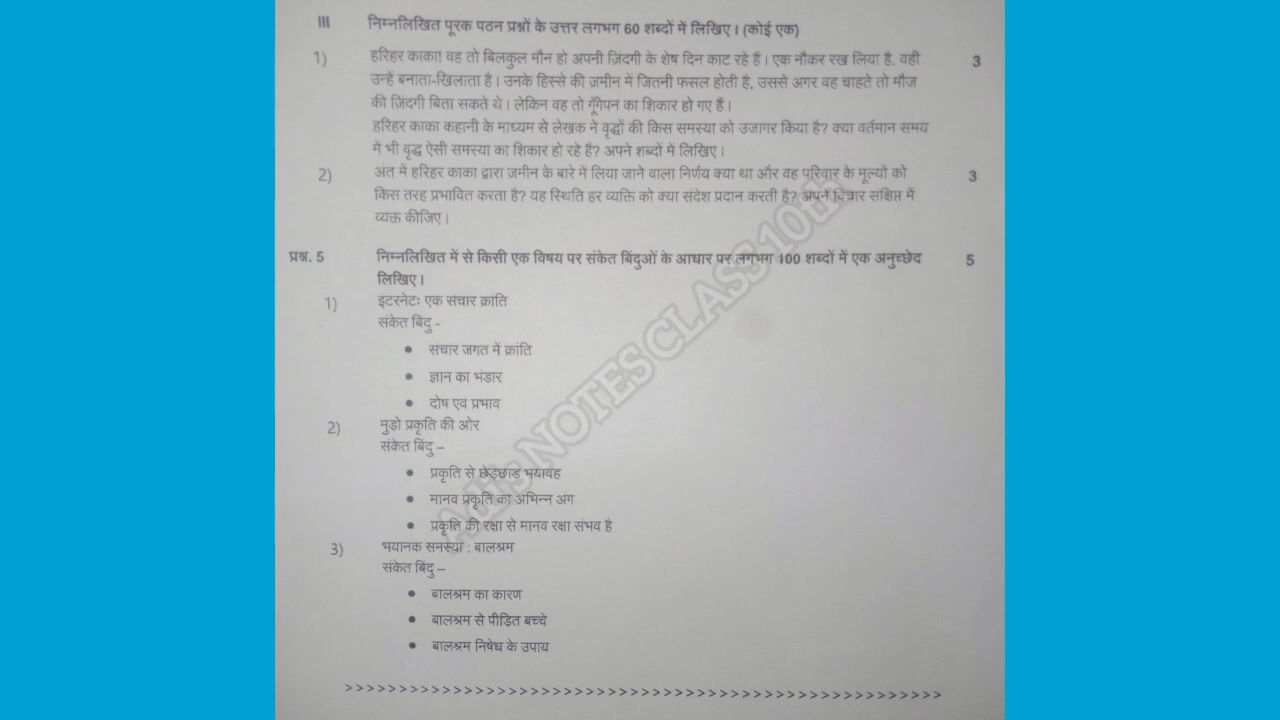 III निम्नलिखित पूरक पठन प्रश्नों के उत्तर लगभग 60 शब्दों में लिखिए। (कोई एक)
1) हरिहर काका! वह तो बिलकुल मौन हो अपनी ज़िंदगी के शेष दिन काट रहे हैं। एक नौकर रख लिया है, वही 3
उन्हें बनाता-खिलाता है। उनके हिस्से की ज़मीन में जितनी फसल होती है, उससे अगर वह चाहते तो मौज
की ज़िंदगी बिता सकते थे। लेकिन वह तो गूँगेपन का शिकार हो गए हैं।
हरिहर काका कहानी के माध्यम से लेखक ने वृद्धों की किस समस्या को उजागर किया है? क्या वर्तमान समय
में भी वृद्ध ऐसी समस्या का शिकार हो रहे हैं? अपने शब्दों में लिखिए।
2) अंत में हरिहर काका द्वारा ज़मीन के बारे में लिया जाने वाला निर्णय क्या था और वह परिवार के मूल्यों को 3
किस तरह प्रभावित करता है? यह स्थिति हर व्यक्ति को क्या संदेश प्रदान करती है? अपने विचार संक्षिप्त में
व्यक्त कीजिए।
प्रश्न. 5 निम्नलिखित में से किसी एक विषय पर संकेत बिंदुओं के आधार पर लगभग 100 शब्दों में एक अनुच्छेद 5
लिखिए।
1) इंटरनेटः एक संचार क्रांति
संकेत बिंदु -
• संचार जगत में क्रांति
• ज्ञान का भंडार
• दोष एव प्रभाव
2) मुड़ो प्रकृति की ओर
संकेत बिंदु –
• प्रकृति से छेड़छाड़ भयावह
• मानव प्रकृति का अभिन्न अंग
• प्रकृति की रक्षा से मानव रक्षा संभव है
3) भयानक समस्या : बालश्रम
संकेत बिंदु –
• बालश्रम का कारण
• बालश्रम से पीड़ित बच्चे
• बालश्रम निषेध के उपाय
>>>>>>>>>>>>>>>>>>>>>>>>>>>>>>>>>>>>>>>>>>>>>
NOTES CLASS 10th